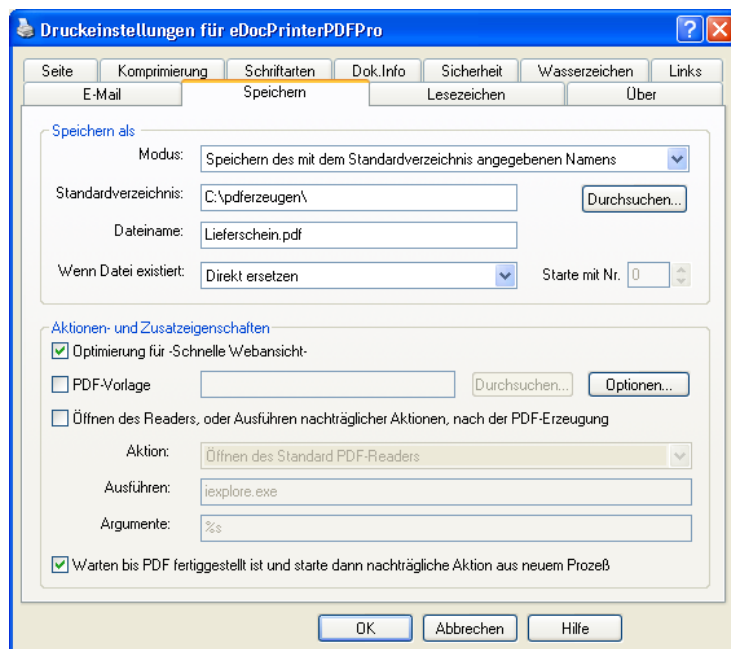 Druckeinstellungen für eDocPrinterPDFPro
Seite Komprimierung Schriftarten Dok.Info Sicherheit Wasserzeichen Links
E-Mail Speichern Lesezeichen Über
Speichern als
Modus: Speichern des mit dem Standardverzeichnis angegebenen Namens
Standardverzeichnis: C:\pdferzeugen\ Durchsuchen...
Dateiname: Lieferschein.pdf
Wenn Datei existiert: Direkt ersetzen Starte mit Nr. 0
Aktionen- und Zusatzeigenschaften
Optimierung für -Schnelle Webansicht-
PDF-Vorlage Durchsuchen... Optionen...
Öffnen des Readers, oder Ausführen nachträglicher Aktionen, nach der PDF-Erzeugung
Aktion: Öffnen des Standard PDF-Readers
Ausführen: iexplore.exe
Argumente: %s
Warten bis PDF fertiggestellt ist und starte dann nachträgliche Aktion aus neuem Prozeß
OK Abbrechen Hilfe